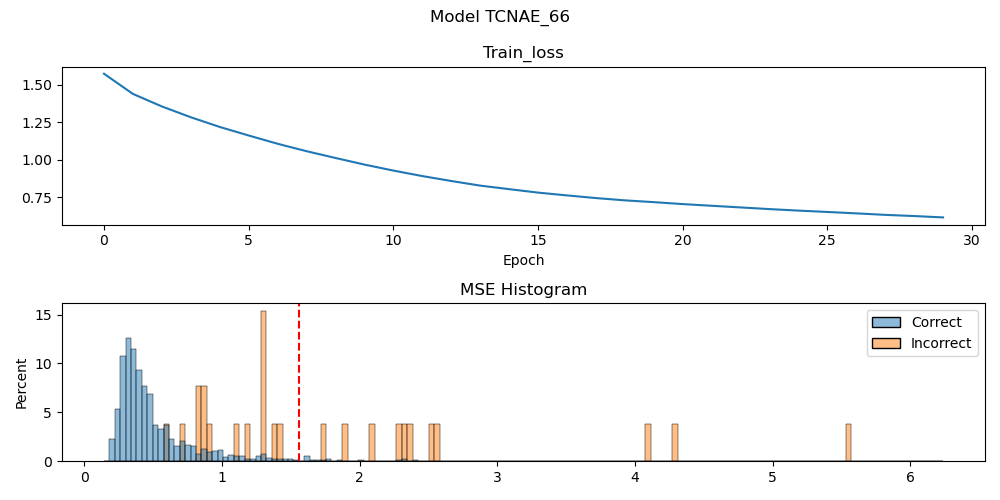 Model TCNAE_66
Train_loss
1.50
1.25
1.00
0.75
0 5 10 15 20 25 30
Epoch
MSE Histogram
Correct
Incorrect
Percent
15
10
5
0
0 1 2 3 4 5 6